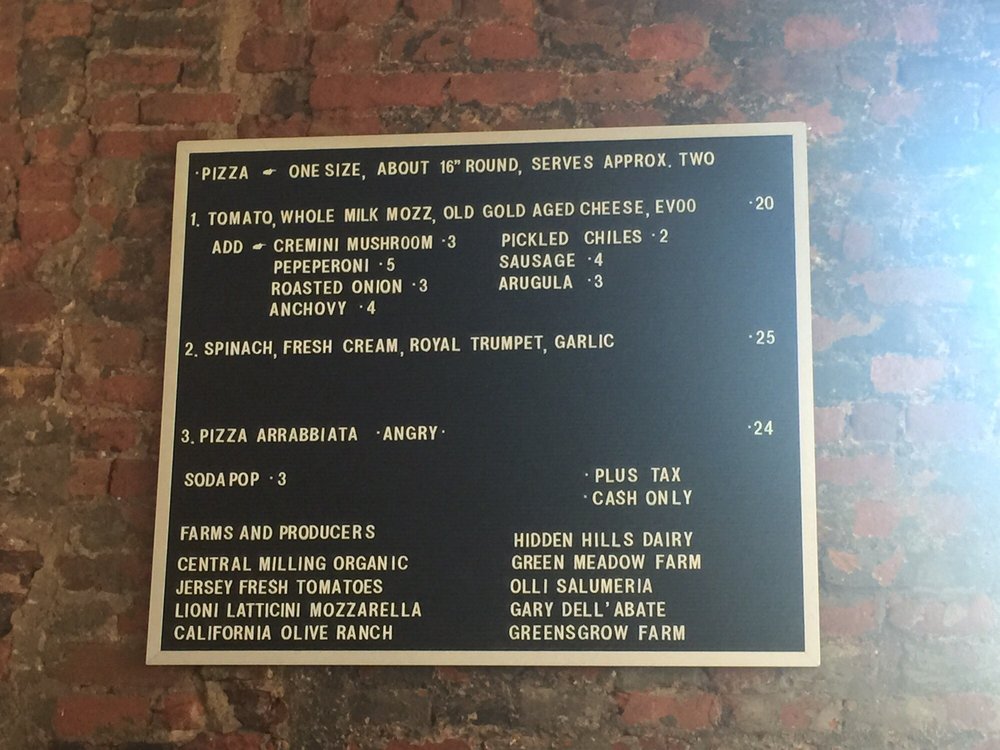 ·PIZZA ☛ ONE SIZE, ABOUT 16" ROUND, SERVES APPROX. TWO
1. TOMATO, WHOLE MILK MOZZ, OLD GOLD AGED CHEESE, EVOO ·20
ADD ☛ CREMINI MUSHROOM ·3 PICKLED CHILES ·2
PEPEPERONI ·5 SAUSAGE ·4
ROASTED ONION ·3 ARUGULA ·3
ANCHOVY ·4
2. SPINACH, FRESH CREAM, ROYAL TRUMPET, GARLIC ·25
3. PIZZA ARRABBIATA ·ANGRY· ·24
SODA POP ·3 ·PLUS TAX
·CASH ONLY
FARMS AND PRODUCERS
CENTRAL MILLING ORGANIC
JERSEY FRESH TOMATOES
LIONI LATTICINI MOZZARELLA
CALIFORNIA OLIVE RANCH
HIDDEN HILLS DAIRY
GREEN MEADOW FARM
OLLI SALUMERIA
GARY DELL'ABATE
GREENSGROW FARM